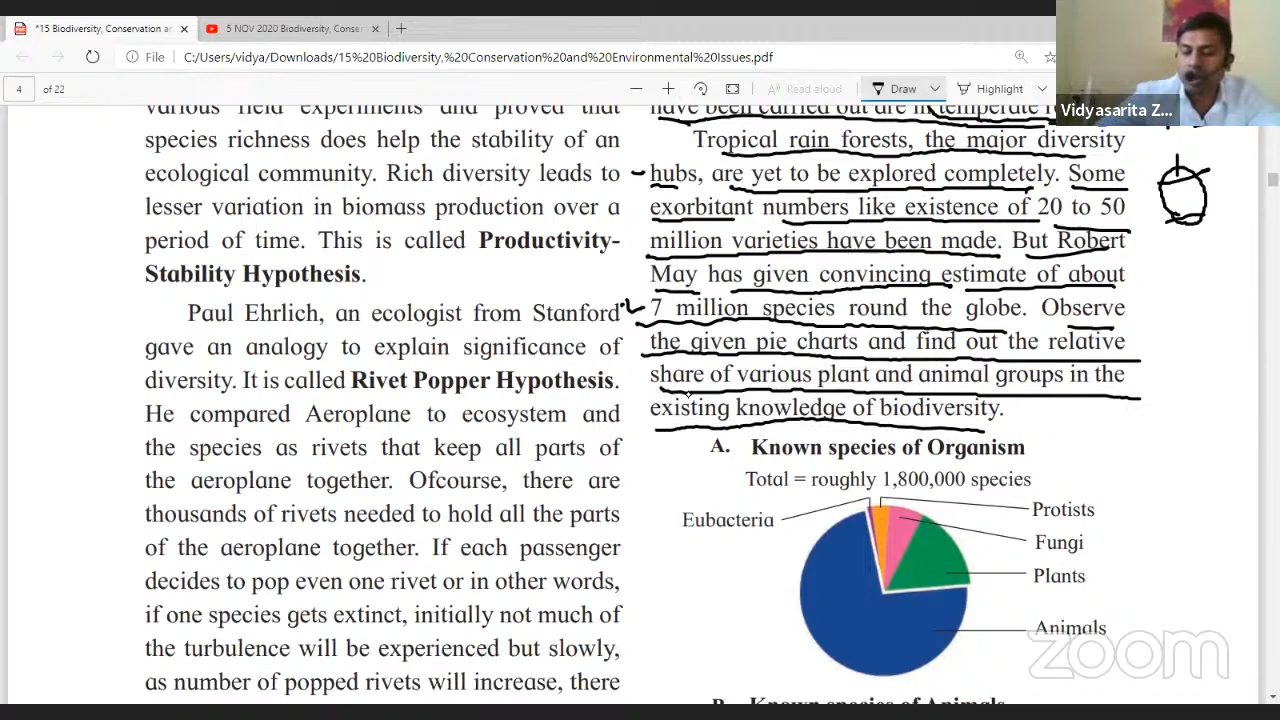 *15 Biodiversity, Conservation an
5 NOV 2020 Biodiversity, Conser
File
C:/Users/vidya/Downloads/15%20Biodiversity,%20Conservation%20and%20Environmental%20Issues.pdf
4 of 22
Read aloud
Draw
Highlight
Vidyasarita Z...
various field experiments and proved that
species richness does help the stability of an
ecological community. Rich diversity leads to
lesser variation in biomass production over a
period of time. This is called Productivity-
Stability Hypothesis.
Paul Ehrlich, an ecologist from Stanford
gave an analogy to explain significance of
diversity. It is called Rivet Popper Hypothesis.
He compared Aeroplane to ecosystem and
the species as rivets that keep all parts of
the aeroplane together. Ofcourse, there are
thousands of rivets needed to hold all the parts
of the aeroplane together. If each passenger
decides to pop even one rivet or in other words,
if one species gets extinct, initially not much of
the turbulence will be experienced but slowly,
as number of popped rivets will increase, there
have been carried out are in temperate
Tropical rain forests, the major diversity
hubs, are yet to be explored completely. Some
exorbitant numbers like existence of 20 to 50
million varieties have been made. But Robert
May has given convincing estimate of about
7 million species round the globe. Observe
the given pie charts and find out the relative
share of various plant and animal groups in the
existing knowledge of biodiversity.
A. Known species of Organism
Total = roughly 1,800,000 species
Eubacteria
Protists
Fungi
Plants
Animals
B. Known species of Animals
zoom